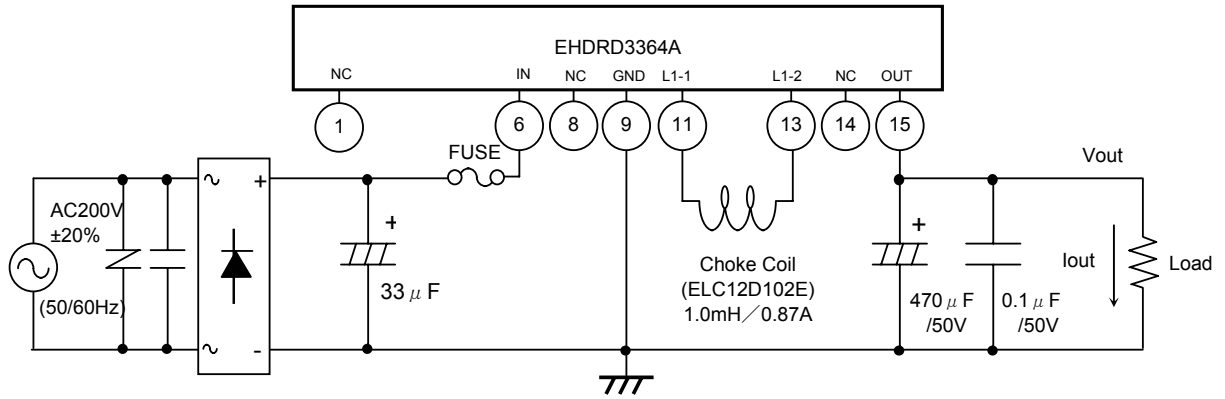 EHDRD3364A
NC
IN
NC
GND
L1-1
L1-2
NC
OUT
1
6
8
9
11
13
14
15
FUSE
Vout
~
+
AC200V
±20%
+
+
(50/60Hz)
33μF
Choke Coil
(ELC12D102E)
1.0mH／0.87A
Iout
Load
470μF
/50V
0.1μF
/50V
~
-